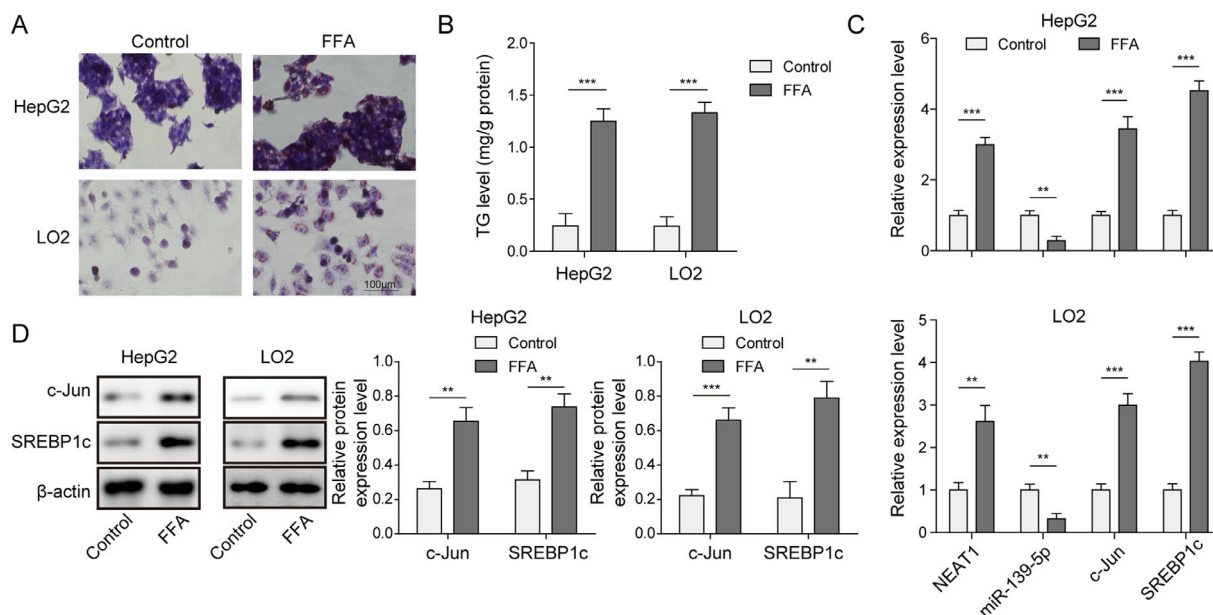 A
Control
FFA
HepG2
LO2
100μm
B
TG level (mg/g protein)
2.0
1.5
1.0
0.5
0.0
Control
FFA
***
***
HepG2
LO2
C
HepG2
Relative expression level
6
4
2
0
Control
FFA
***
**
***
***
LO2
Relative expression level
5
4
3
2
1
0
**
**
***
***
NEAT1
miR-139-5p
c-Jun
SREBP1c
D
HepG2
LO2
c-Jun
SREBP1c
β-actin
Control
FFA
Control
FFA
HepG2
Control
FFA
Relative protein
expression level
1.0
0.8
0.6
0.4
0.2
0.0
**
**
c-Jun
SREBP1c
LO2
Control
FFA
Relative protein
expression level
1.0
0.8
0.6
0.4
0.2
0.0
***
**
c-Jun
SREBP1c